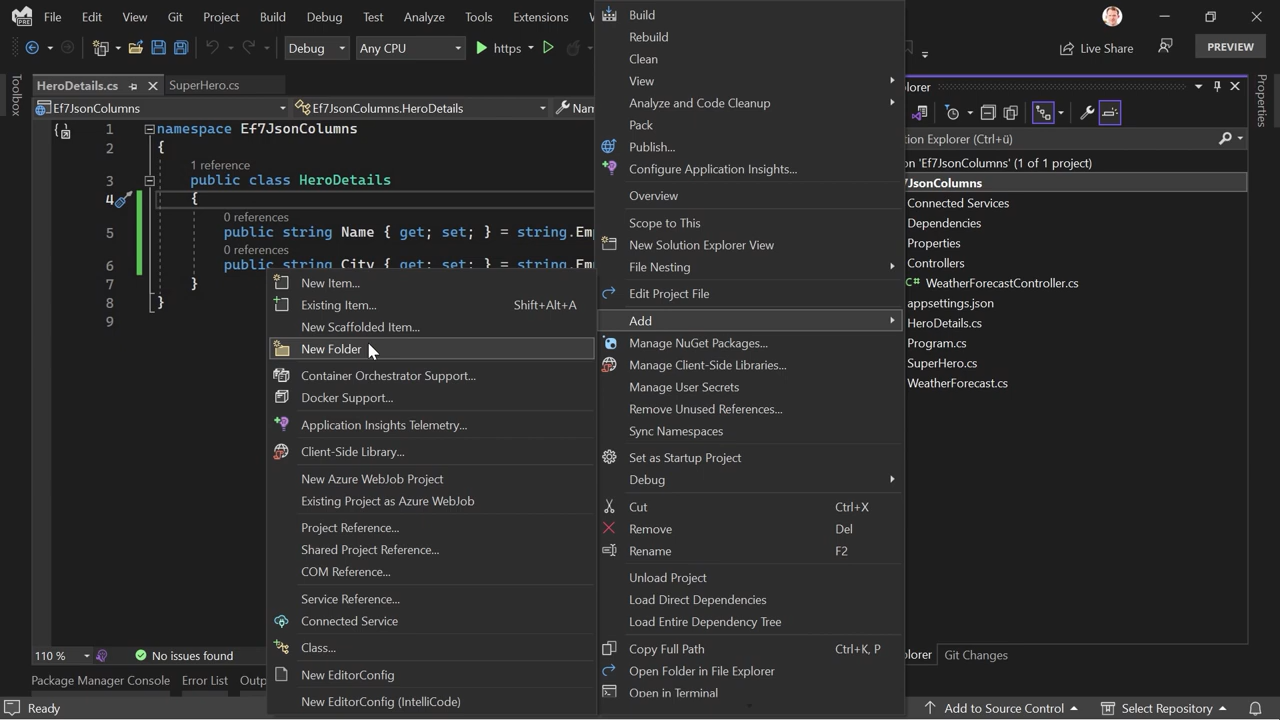 PRE
File Edit View Git Project Build Debug Test Analyze Tools Extensions
Debug Any CPU https Live Share PREVIEW
Toolbox
HeroDetails.cs SuperHero.cs
Ef7JsonColumns Ef7JsonColumns.HeroDetails
1 namespace Ef7JsonColumns
2 {
1 reference
3 public class HeroDetails
4 {
0 references
5 public string Name { get; set; } = string.
0 references
6 public string City { get; set; } = string.
7 }
8 }
9
110 % No issues found
Package Manager Console Error List
Ready
New Item...
Existing Item... Shift+Alt+A
New Scaffolded Item...
New Folder
Container Orchestrator Support...
Docker Support...
Application Insights Telemetry...
Client-Side Library...
New Azure WebJob Project
Existing Project as Azure WebJob
Project Reference...
Shared Project Reference...
COM Reference...
Service Reference...
Connected Service
Class...
New EditorConfig
New EditorConfig (IntelliCode)
Build
Rebuild
Clean
View
Analyze and Code Cleanup
Pack
Publish...
Configure Application Insights...
Overview
Scope to This
New Solution Explorer View
File Nesting
Edit Project File
Add
Manage NuGet Packages...
Manage Client-Side Libraries...
Manage User Secrets
Remove Unused References...
Sync Namespaces
Set as Startup Project
Debug
Cut Ctrl+X
Remove Del
Rename F2
Unload Project
Load Direct Dependencies
Load Entire Dependency Tree
Copy Full Path Ctrl+K, P
Open Folder in File Explorer
Open in Terminal
Explorer (Ctrl+ü)
'Ef7JsonColumns' (1 of 1 project)
7JsonColumns
Connected Services
Dependencies
Properties
Controllers
C# WeatherForecastController.cs
appsettings.json
HeroDetails.cs
Program.cs
SuperHero.cs
WeatherForecast.cs
Git Changes
Properties
Add to Source Control Select Repository